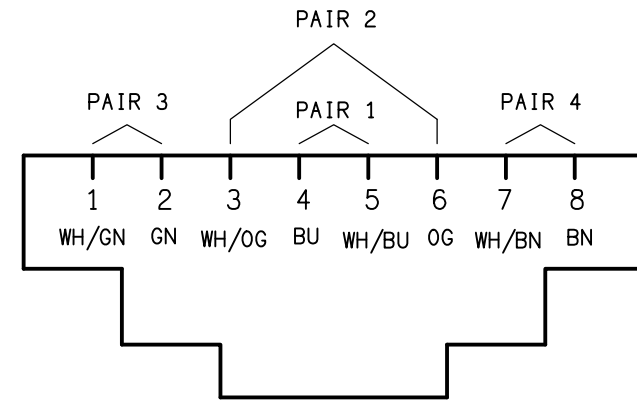 PAIR 2
PAIR 3 PAIR 1 PAIR 4
1 2 3 4 5 6 7 8
WH/GN GN WH/OG BU WH/BU OG WH/BN BN